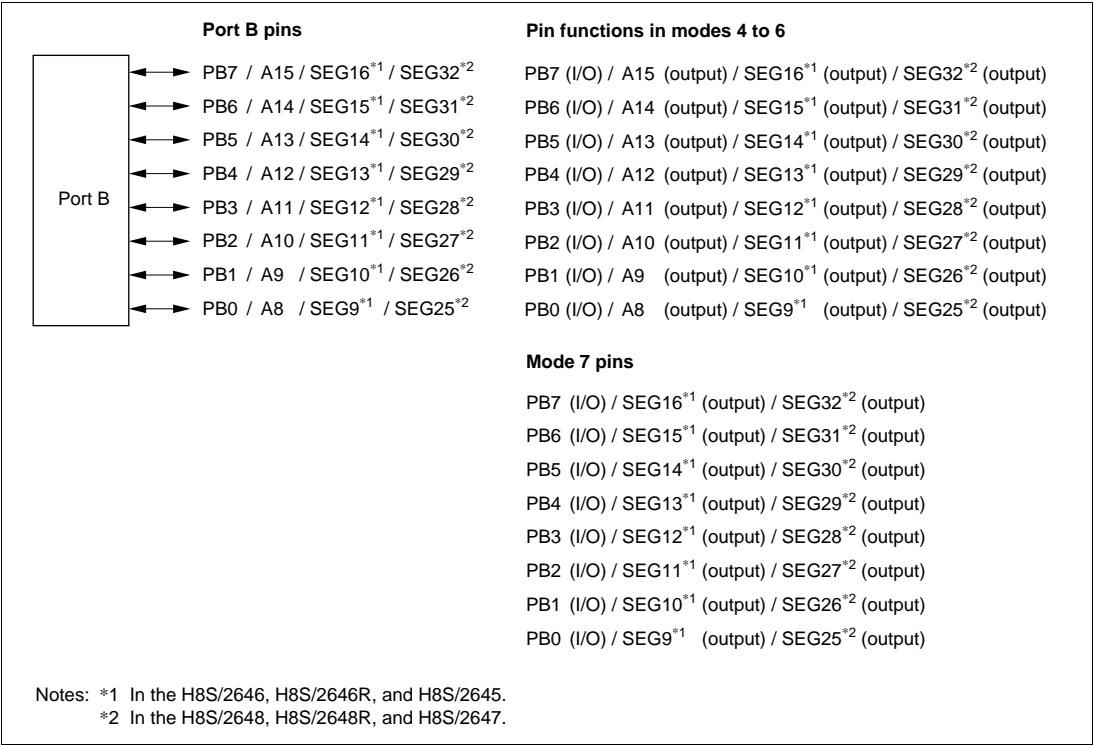 Port B pins
Pin functions in modes 4 to 6
Port B
PB7 / A15 / SEG16*1 / SEG32*2
PB7 (I/O) / A15 (output) / SEG16*1 (output) / SEG32*2 (output)
PB6 / A14 / SEG15*1 / SEG31*2
PB6 (I/O) / A14 (output) / SEG15*1 (output) / SEG31*2 (output)
PB5 / A13 / SEG14*1 / SEG30*2
PB5 (I/O) / A13 (output) / SEG14*1 (output) / SEG30*2 (output)
PB4 / A12 / SEG13*1 / SEG29*2
PB4 (I/O) / A12 (output) / SEG13*1 (output) / SEG29*2 (output)
PB3 / A11 / SEG12*1 / SEG28*2
PB3 (I/O) / A11 (output) / SEG12*1 (output) / SEG28*2 (output)
PB2 / A10 / SEG11*1 / SEG27*2
PB2 (I/O) / A10 (output) / SEG11*1 (output) / SEG27*2 (output)
PB1 / A9 / SEG10*1 / SEG26*2
PB1 (I/O) / A9 (output) / SEG10*1 (output) / SEG26*2 (output)
PB0 / A8 / SEG9*1 / SEG25*2
PB0 (I/O) / A8 (output) / SEG9*1 (output) / SEG25*2 (output)
Mode 7 pins
PB7 (I/O) / SEG16*1 (output) / SEG32*2 (output)
PB6 (I/O) / SEG15*1 (output) / SEG31*2 (output)
PB5 (I/O) / SEG14*1 (output) / SEG30*2 (output)
PB4 (I/O) / SEG13*1 (output) / SEG29*2 (output)
PB3 (I/O) / SEG12*1 (output) / SEG28*2 (output)
PB2 (I/O) / SEG11*1 (output) / SEG27*2 (output)
PB1 (I/O) / SEG10*1 (output) / SEG26*2 (output)
PB0 (I/O) / SEG9*1 (output) / SEG25*2 (output)
Notes: *1 In the H8S/2646, H8S/2646R, and H8S/2645.
*2 In the H8S/2648, H8S/2648R, and H8S/2647.